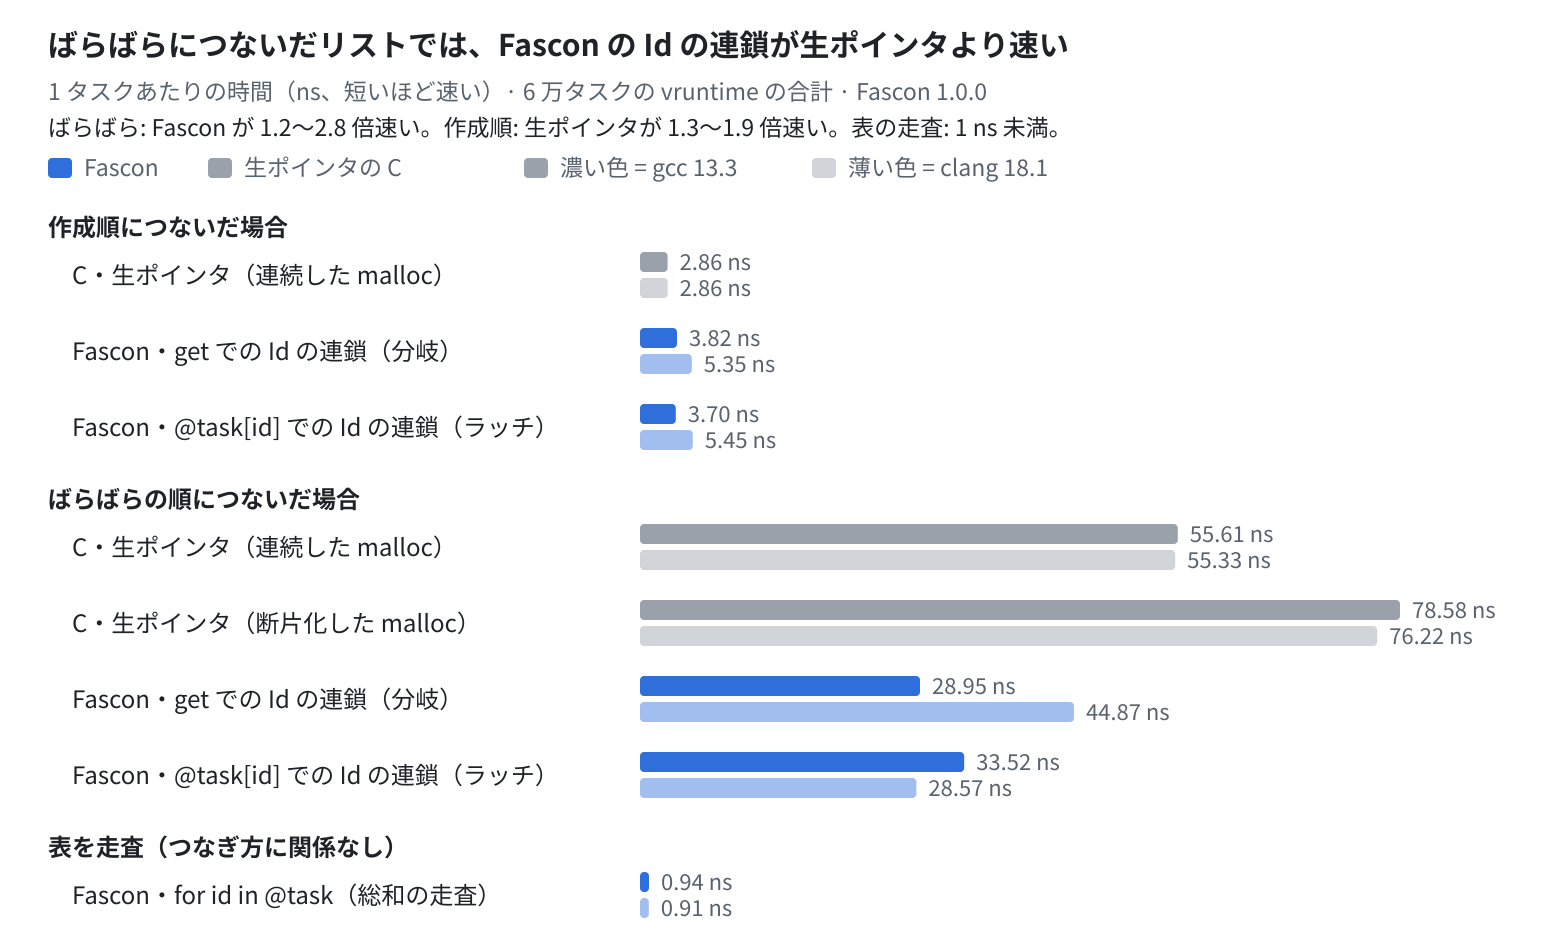 ばらばらにつないだリストでは、Fascon の Id の連鎖が生ポインタより速い
1 タスクあたりの時間（ns、短いほど速い）· 6 万タスクの vruntime の合計 · Fascon 1.0.0
ばらばら: Fascon が 1.2〜2.8 倍速い。作成順: 生ポインタが 1.3〜1.9 倍速い。表の走査: 1 ns 未満。
Fascon 生ポインタの C 濃い色 = gcc 13.3 薄い色 = clang 18.1
作成順につないだ場合
C・生ポインタ（連続した malloc）
2.86 ns
2.86 ns
Fascon・get での Id の連鎖（分岐）
3.82 ns
5.35 ns
Fascon・@task[id] での Id の連鎖（ラッチ）
3.70 ns
5.45 ns
ばらばらの順につないだ場合
C・生ポインタ（連続した malloc）
55.61 ns
55.33 ns
C・生ポインタ（断片化した malloc）
78.58 ns
76.22 ns
Fascon・get での Id の連鎖（分岐）
28.95 ns
44.87 ns
Fascon・@task[id] での Id の連鎖（ラッチ）
33.52 ns
28.57 ns
表を走査（つなぎ方に関係なし）
Fascon・for id in @task（総和の走査）
0.94 ns
0.91 ns